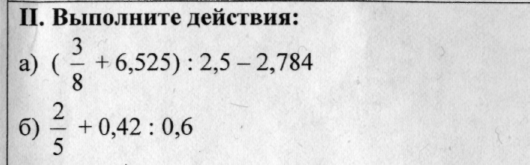 II. Выполните действия:
а) ( 3/8 + 6,525) : 2,5 – 2,784
б) 2/5 + 0,42 : 0,6